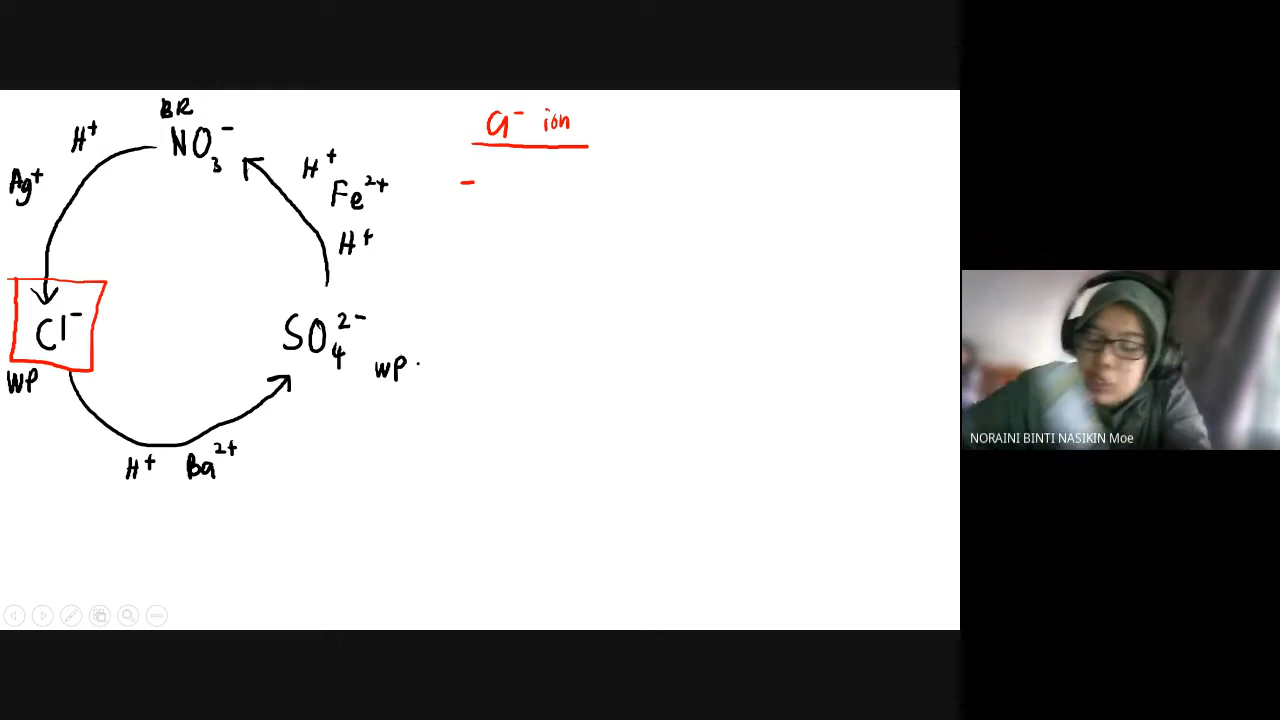 BR
NO₃⁻
H⁺
Ag⁺
H⁺
Fe²⁺
H⁺
Cl⁻
WP
SO₄²⁻
WP .
H⁺ Ba²⁺
Cl⁻ ion
-
NORAINI BINTI NASIKIN Moe